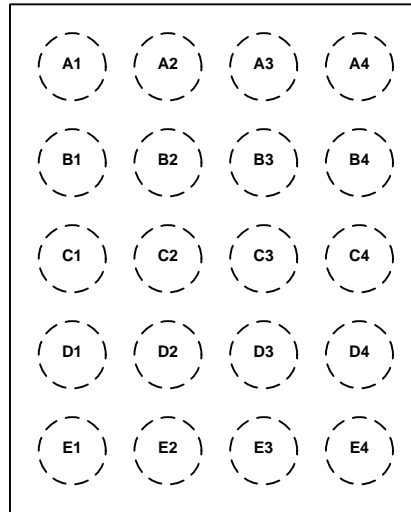 A1 A2 A3 A4
B1 B2 B3 B4
C1 C2 C3 C4
D1 D2 D3 D4
E1 E2 E3 E4